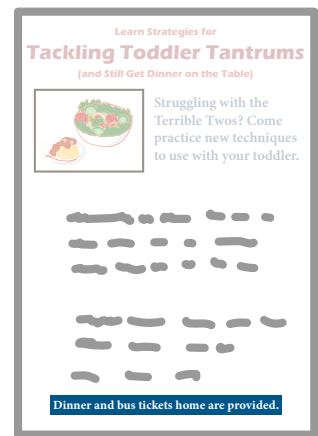 Learn Strategies for
Tackling Toddler Tantrums
(and Still Get Dinner on the Table)
Struggling with the
Terrible Twos? Come
practice new techniques
to use with your toddler.
Dinner and bus tickets home are provided.